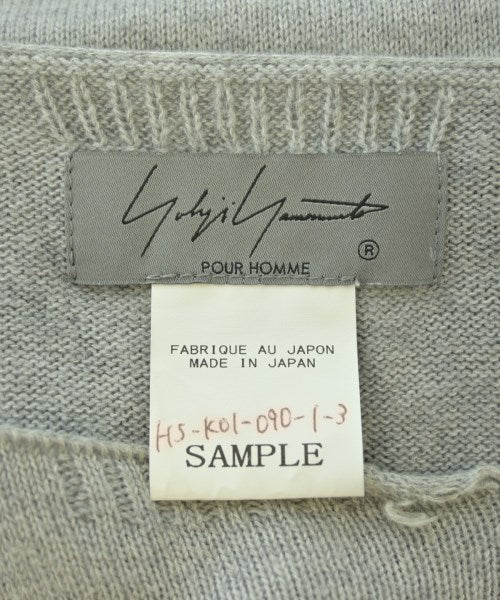 Yohji Yamamoto
®
POUR HOMME
FABRIQUE AU JAPON
MADE IN JAPAN
HS-K01-090-1-3
SAMPLE